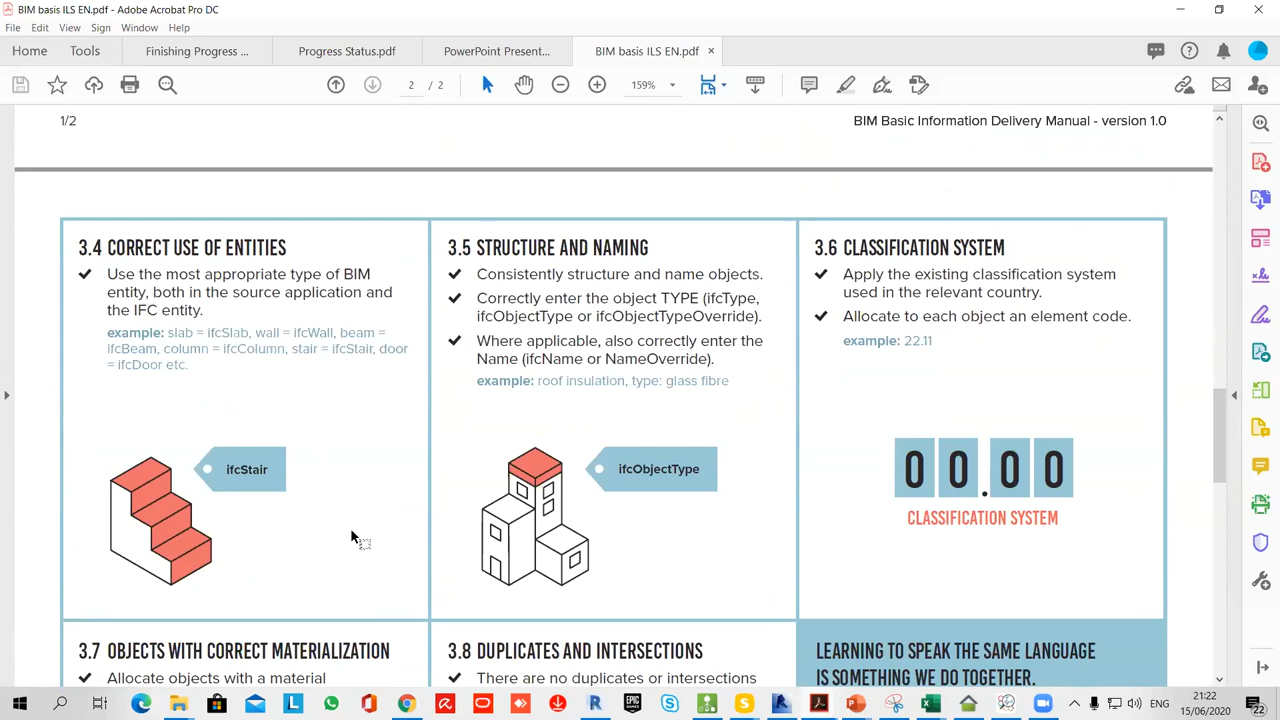 BIM basis ILS EN.pdf - Adobe Acrobat Pro DC
File Edit View Sign Window Help
Home Tools Finishing Progress ... Progress Status.pdf PowerPoint Present... BIM basis ILS EN.pdf ×
2 / 2 159%
1/2 BIM Basic Information Delivery Manual - version 1.0
3.4 CORRECT USE OF ENTITIES
Use the most appropriate type of BIM
entity, both in the source application and
the IFC entity.
example: slab = ifcSlab, wall = ifcWall, beam =
ifcBeam, column = ifcColumn, stair = ifcStair, door
= ifcDoor etc.
ifcStair
3.5 STRUCTURE AND NAMING
Consistently structure and name objects.
Correctly enter the object TYPE (ifcType,
ifcObjectType or ifcObjectTypeOverride).
Where applicable, also correctly enter the
Name (ifcName or NameOverride).
example: roof insulation, type: glass fibre
ifcObjectType
3.6 CLASSIFICATION SYSTEM
Apply the existing classification system
used in the relevant country.
Allocate to each object an element code.
example: 22.11
00.00
CLASSIFICATION SYSTEM
3.7 OBJECTS WITH CORRECT MATERIALIZATION
Allocate objects with a material
3.8 DUPLICATES AND INTERSECTIONS
There are no duplicates or intersections
LEARNING TO SPEAK THE SAME LANGUAGE
IS SOMETHING WE DO TOGETHER.
EPIC
GAMES
ENG
21:22
15/06/2020
22